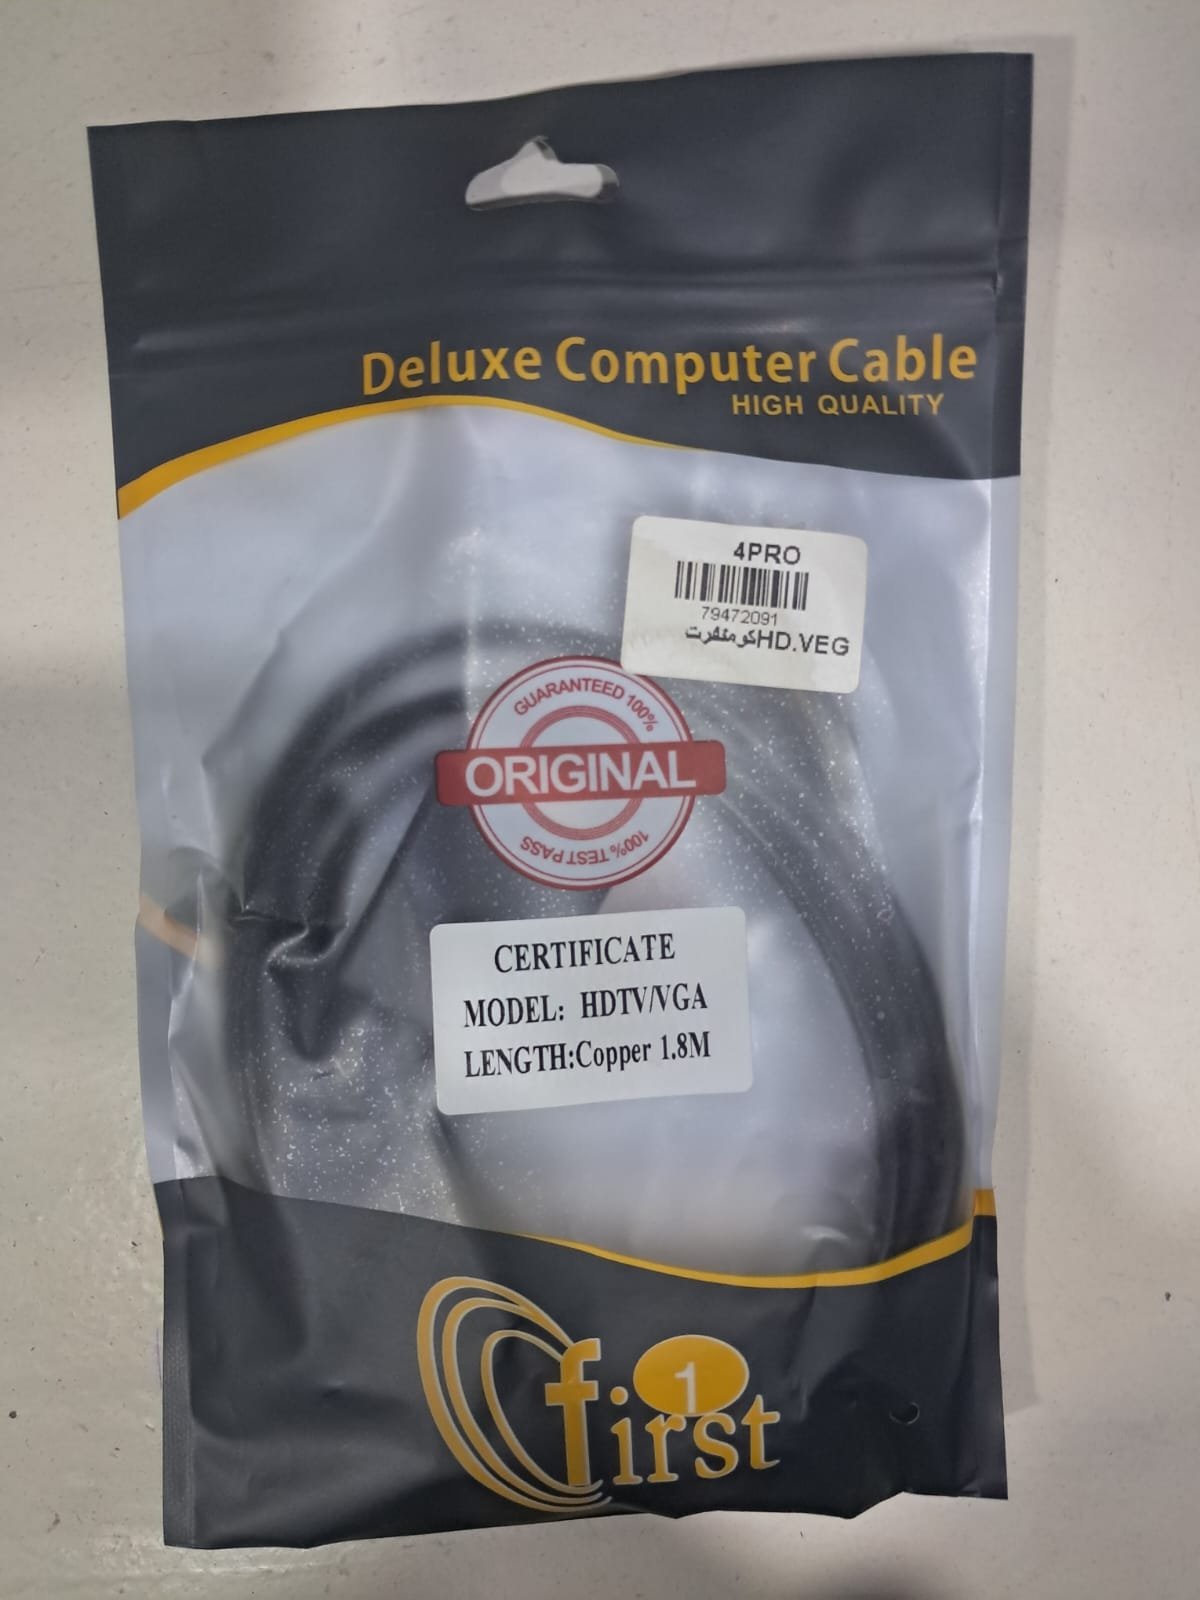 Deluxe Computer Cable
HIGH QUALITY
4PRO
79472091
كومنفرتHD.VEG
GUARANTEED 100%
ORIGINAL
100% TEST PASS
CERTIFICATE
MODEL: HDTV/VGA
LENGTH:Copper 1.8M
1
first